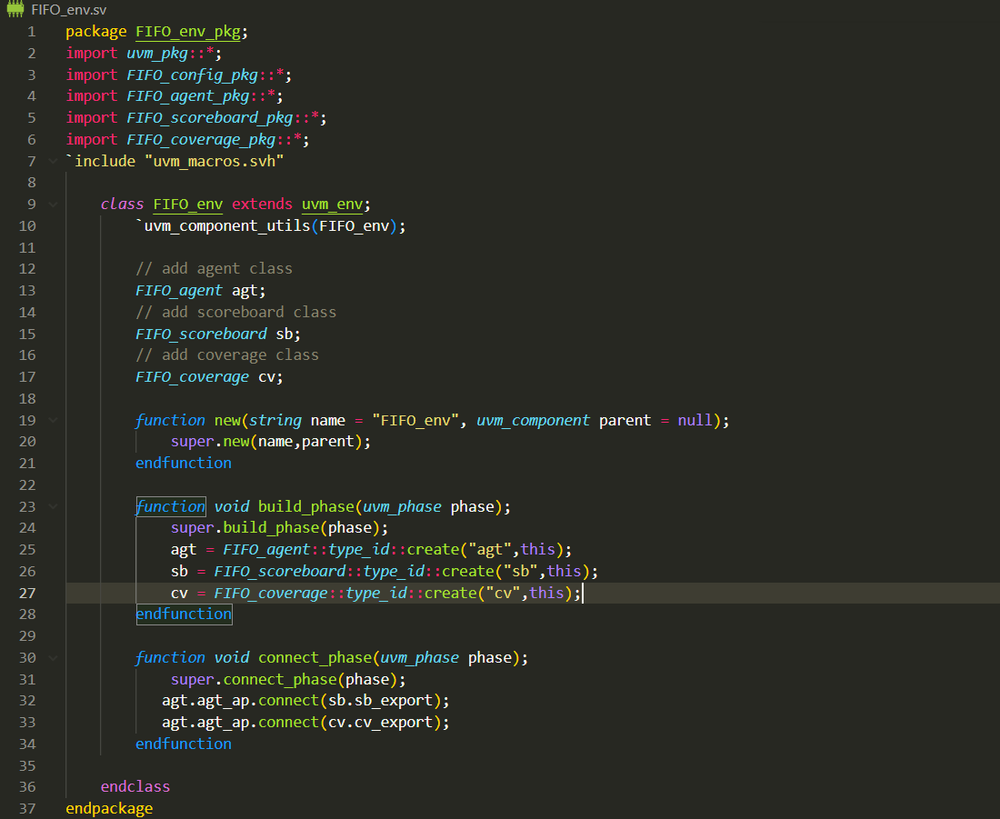 FIFO_env.sv
1 package FIFO_env_pkg;
2 import uvm_pkg::*;
3 import FIFO_config_pkg::*;
4 import FIFO_agent_pkg::*;
5 import FIFO_scoreboard_pkg::*;
6 import FIFO_coverage_pkg::*;
7 `include "uvm_macros.svh"
8
9 class FIFO_env extends uvm_env;
10 `uvm_component_utils(FIFO_env);
11
12 // add agent class
13 FIFO_agent agt;
14 // add scoreboard class
15 FIFO_scoreboard sb;
16 // add coverage class
17 FIFO_coverage cv;
18
19 function new(string name = "FIFO_env", uvm_component parent = null);
20 super.new(name,parent);
21 endfunction
22
23 function void build_phase(uvm_phase phase);
24 super.build_phase(phase);
25 agt = FIFO_agent::type_id::create("agt",this);
26 sb = FIFO_scoreboard::type_id::create("sb",this);
27 cv = FIFO_coverage::type_id::create("cv",this);
28 endfunction
29
30 function void connect_phase(uvm_phase phase);
31 super.connect_phase(phase);
32 agt.agt_ap.connect(sb.sb_export);
33 agt.agt_ap.connect(cv.cv_export);
34 endfunction
35
36 endclass
37 endpackage